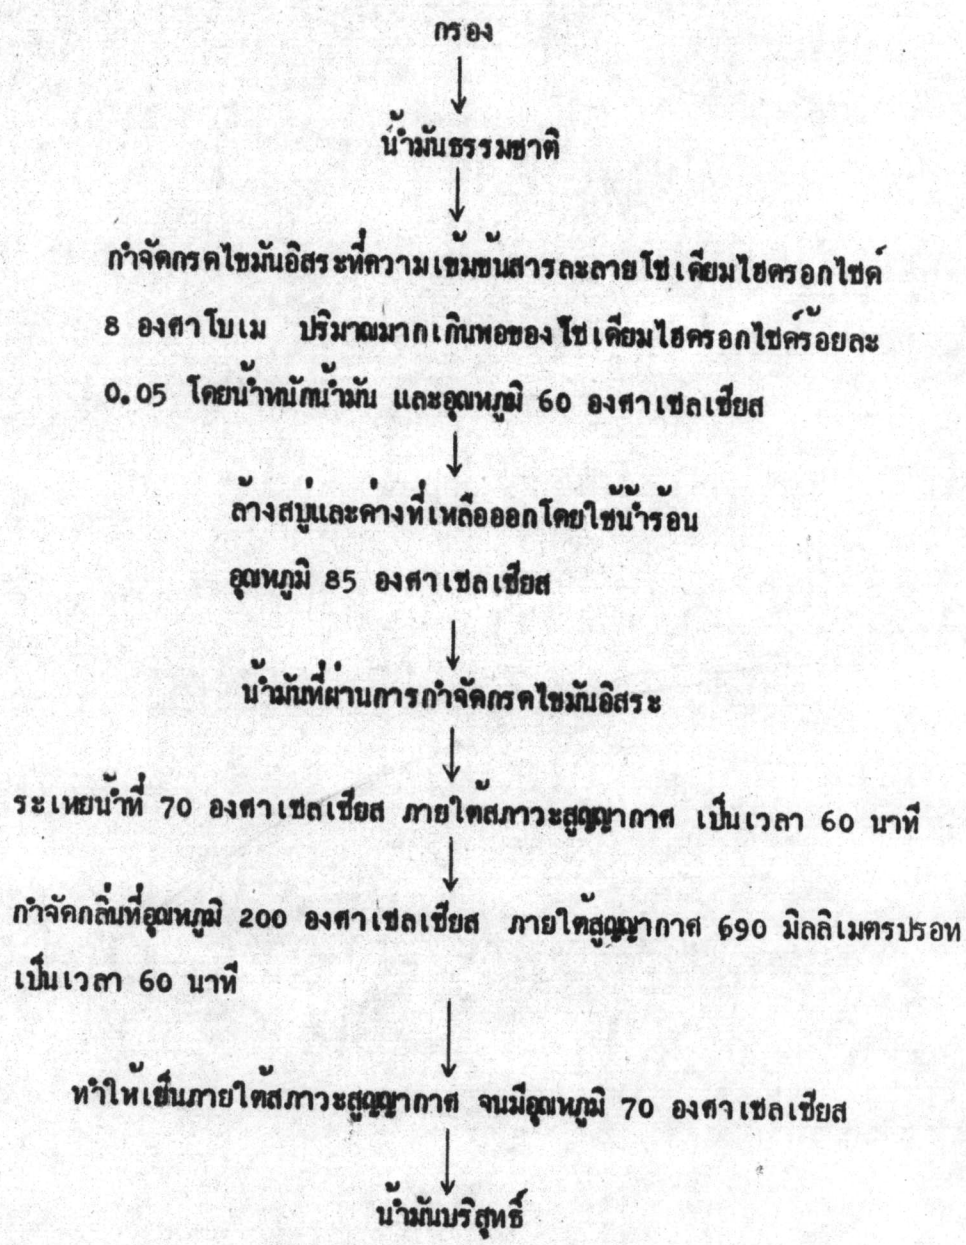 กรอง
น้ำมันธรรมชาติ
กำจัดกรดไขมันอิสระที่ความเข้มข้นสารละลายโซเดียมไฮดรอกไซด์
8 องศาโบเม ปริมาณมากเกินพอของโซเดียมไฮดรอกไซด์ร้อยละ
0.05 โดยน้ำหนักน้ำมัน และอุณหภูมิ 60 องศาเซลเซียส
ล้างสบู่และด่างที่เหลือออกโดยใช้น้ำร้อน
อุณหภูมิ 85 องศาเซลเซียส
น้ำมันที่ผ่านการกำจัดกรดไขมันอิสระ
ระเหยน้ำที่ 70 องศาเซลเซียส ภายใต้สภาวะสูญญากาศ เป็นเวลา 60 นาที
กำจัดกลิ่นที่อุณหภูมิ 200 องศาเซลเซียส ภายใต้สูญญากาศ 690 มิลลิเมตรปรอท
เป็นเวลา 60 นาที
ทำให้เย็นภายใต้สภาวะสูญญากาศ จนมีอุณหภูมิ 70 องศาเซลเซียส
น้ำมันบริสุทธิ์